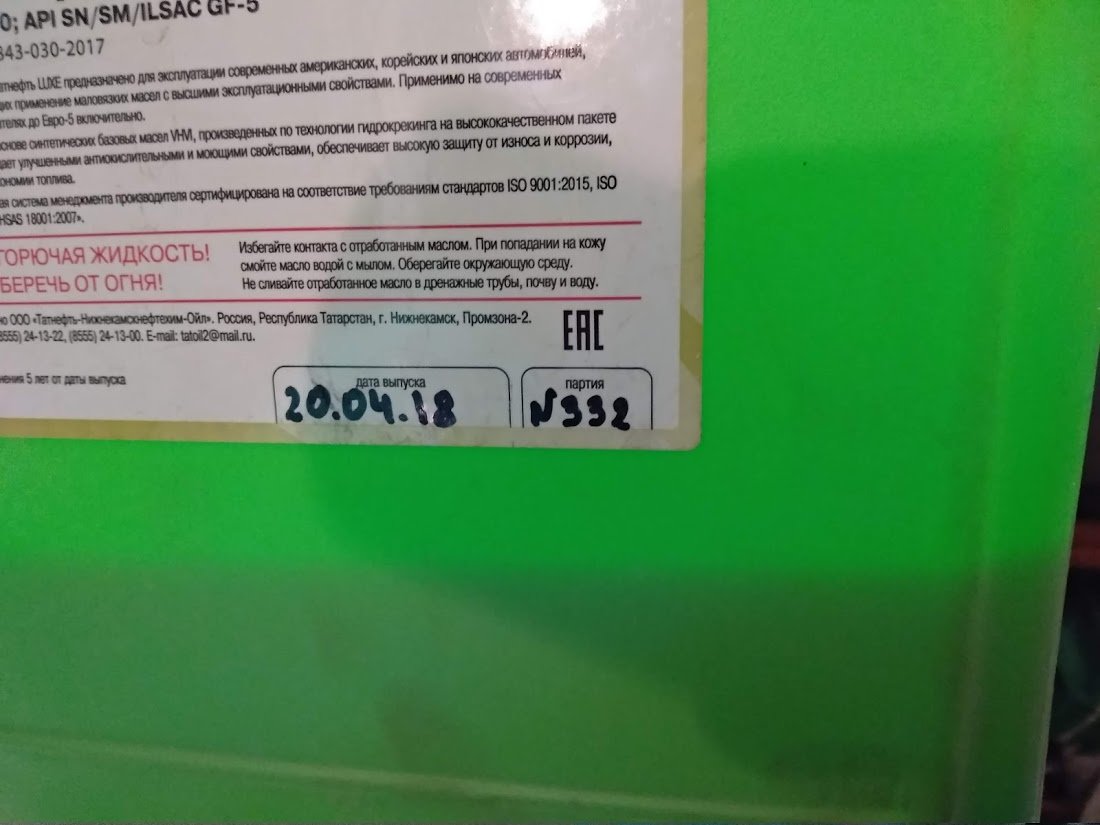 0; API SN/SM/ILSAC GF-5
343-030-2017
атнефть LUXE предназначено для эксплуатации современных американских, корейских и японских автомобилей,
щих применение маловязких масел с высшими эксплуатационными свойствами. Применимо на современных
ателях до Евро-5 включительно.
основе синтетических базовых масел VHVI, произведенных по технологии гидрокрекинга на высококачественном пакете
дает улучшенными антиокислительными и моющими свойствами, обеспечивает высокую защиту от износа и коррозии,
ономии топлива.
ая система менеджмента производителя сертифицирована на соответствие требованиям стандартов ISO 9001:2015, ISO
HSAS 18001:2007».
ГОРЮЧАЯ ЖИДКОСТЬ!
БЕРЕЧЬ ОТ ОГНЯ!
Избегайте контакта с отработанным маслом. При попадании на кожу
смойте масло водой с мылом. Оберегайте окружающую среду.
Не сливайте отработанное масло в дренажные трубы, почву и воду.
но ООО «Татнефть-Нижнекамскнефтехим-Ойл». Россия, Республика Татарстан, г. Нижнекамск, Промзона-2.
8555) 24-13-22, (8555) 24-13-00. E-mail: tatoil2@mail.ru.
EAC
нения 5 лет от даты выпуска
дата выпуска
20.04.18
партия
N332